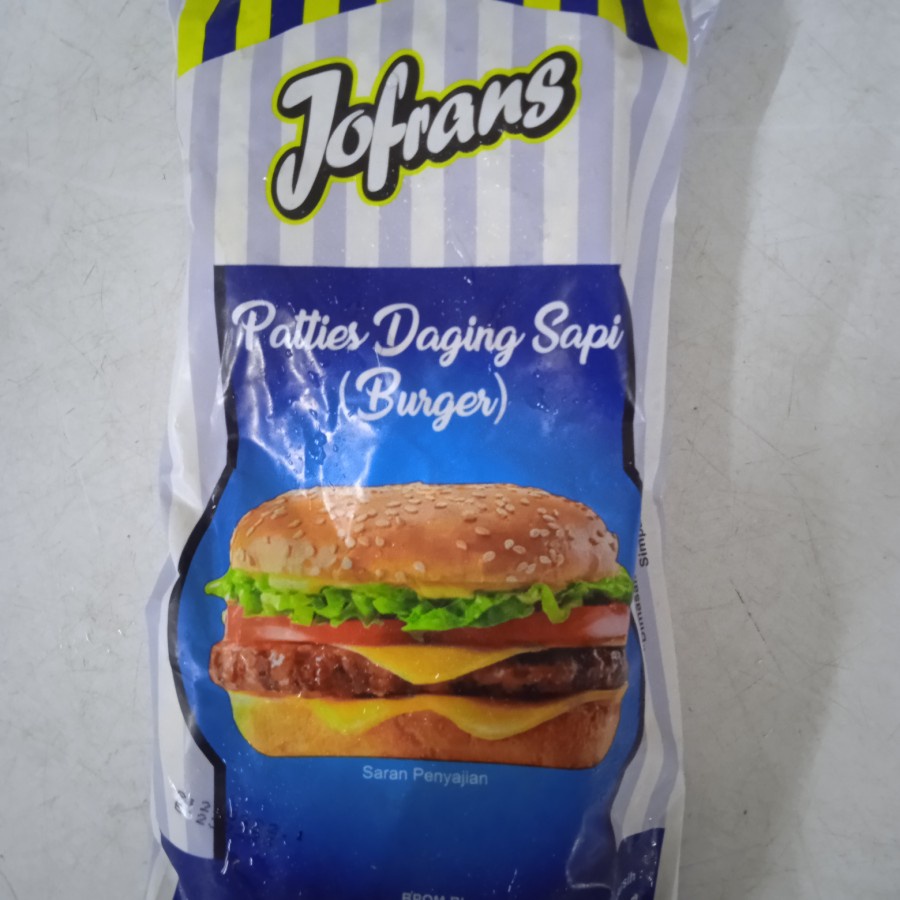 Jofrans
Patties Daging Sapi
(Burger)
Saran Penyajian